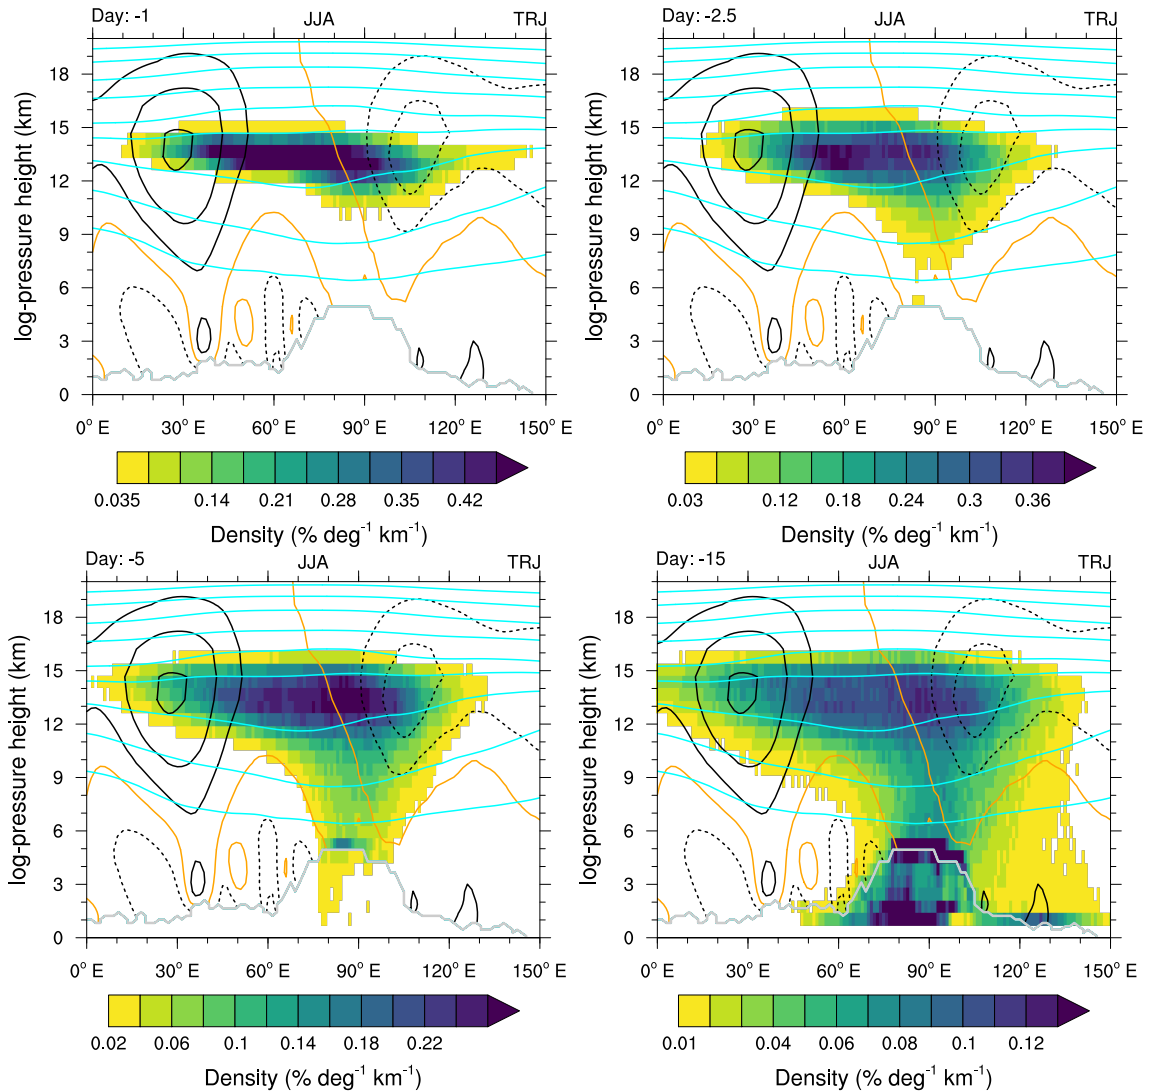 Day: -1 JJA TRJ
log-pressure height (km)
18
15
12
9
6
3
0
0° E 30° E 60° E 90° E 120° E 150° E
0.035 0.14 0.21 0.28 0.35 0.42
Density (% deg⁻¹ km⁻¹)
Day: -2.5 JJA TRJ
log-pressure height (km)
18
15
12
9
6
3
0
0° E 30° E 60° E 90° E 120° E 150° E
0.03 0.12 0.18 0.24 0.3 0.36
Density (% deg⁻¹ km⁻¹)
Day: -5 JJA TRJ
log-pressure height (km)
18
15
12
9
6
3
0
0° E 30° E 60° E 90° E 120° E 150° E
0.02 0.06 0.1 0.14 0.18 0.22
Density (% deg⁻¹ km⁻¹)
Day: -15 JJA TRJ
log-pressure height (km)
18
15
12
9
6
3
0
0° E 30° E 60° E 90° E 120° E 150° E
0.01 0.04 0.06 0.08 0.1 0.12
Density (% deg⁻¹ km⁻¹)